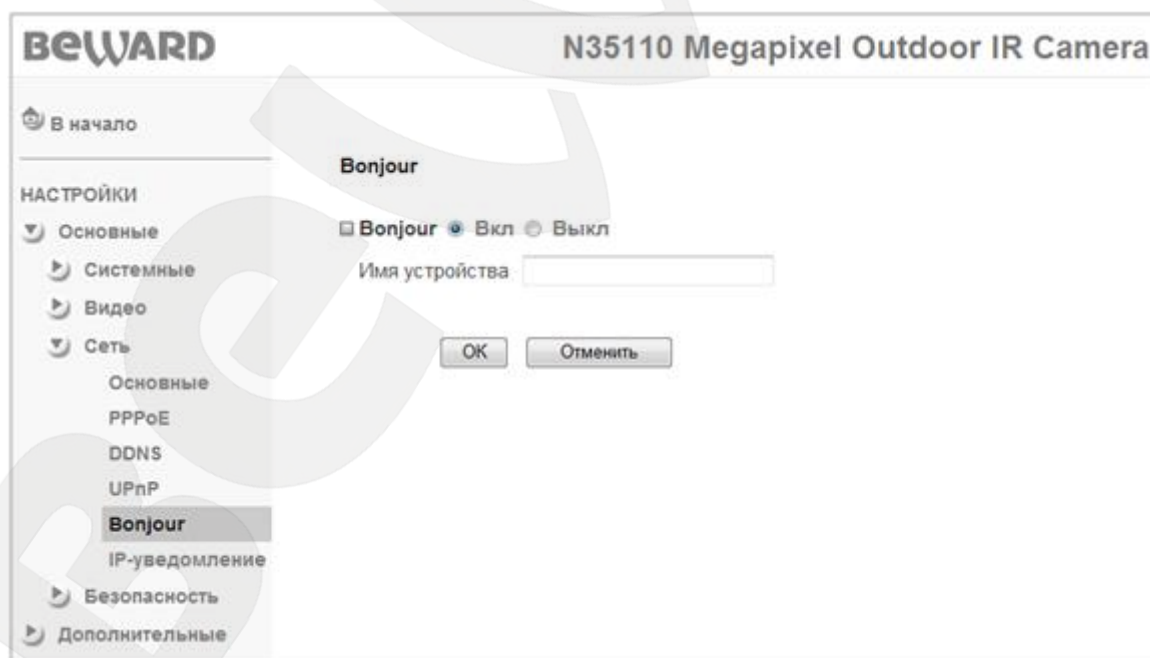 BEWARD
N35110 Megapixel Outdoor IR Camera
В начало
НАСТРОЙКИ
Основные
Системные
Видео
Сеть
Основные
PPPoE
DDNS
UPnP
Bonjour
IP-уведомление
Безопасность
Дополнительные
Bonjour
Bonjour Вкл Выкл
Имя устройства
OK Отменить